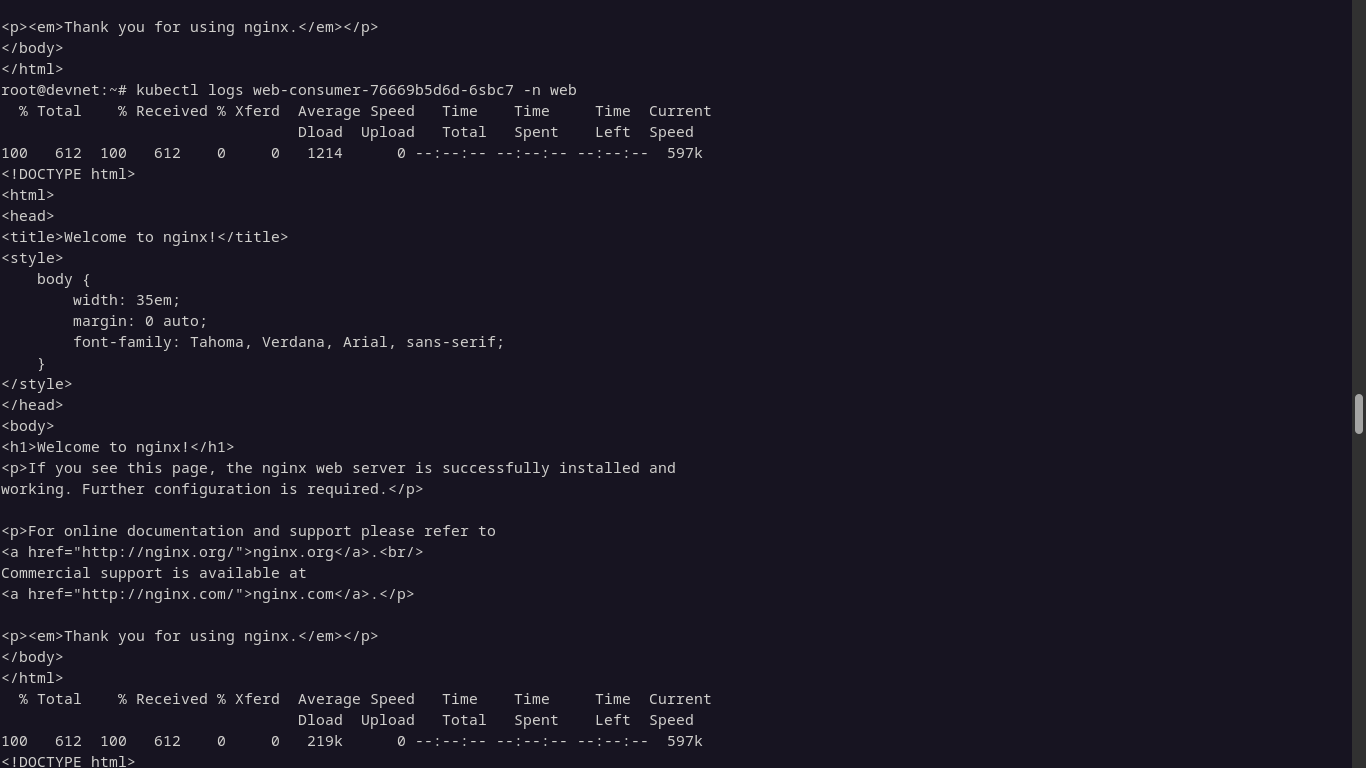 <p><em>Thank you for using nginx.</em></p>
</body>
</html>
root@devnet:~# kubectl logs web-consumer-76669b5d6d-6sbc7 -n web
  % Total    % Received % Xferd  Average Speed   Time    Time     Time  Current
                                 Dload  Upload   Total   Spent    Left  Speed
100   612  100   612    0     0   1214      0 --:--:-- --:--:-- --:--:--  597k
<!DOCTYPE html>
<html>
<head>
<title>Welcome to nginx!</title>
<style>
    body {
        width: 35em;
        margin: 0 auto;
        font-family: Tahoma, Verdana, Arial, sans-serif;
    }
</style>
</head>
<body>
<h1>Welcome to nginx!</h1>
<p>If you see this page, the nginx web server is successfully installed and
working. Further configuration is required.</p>

<p>For online documentation and support please refer to
<a href="http://nginx.org/">nginx.org</a>.<br/>
Commercial support is available at
<a href="http://nginx.com/">nginx.com</a>.</p>

<p><em>Thank you for using nginx.</em></p>
</body>
</html>
  % Total    % Received % Xferd  Average Speed   Time    Time     Time  Current
                                 Dload  Upload   Total   Spent    Left  Speed
100   612  100   612    0     0   219k      0 --:--:-- --:--:-- --:--:--  597k
<!DOCTYPE html>